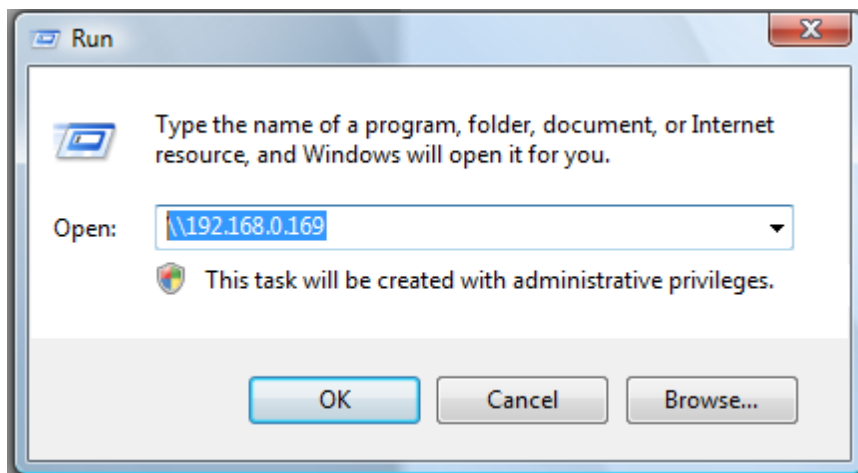 Run
Type the name of a program, folder, document, or Internet
resource, and Windows will open it for you.
Open: \\192.168.0.169
This task will be created with administrative privileges.
OK Cancel Browse...